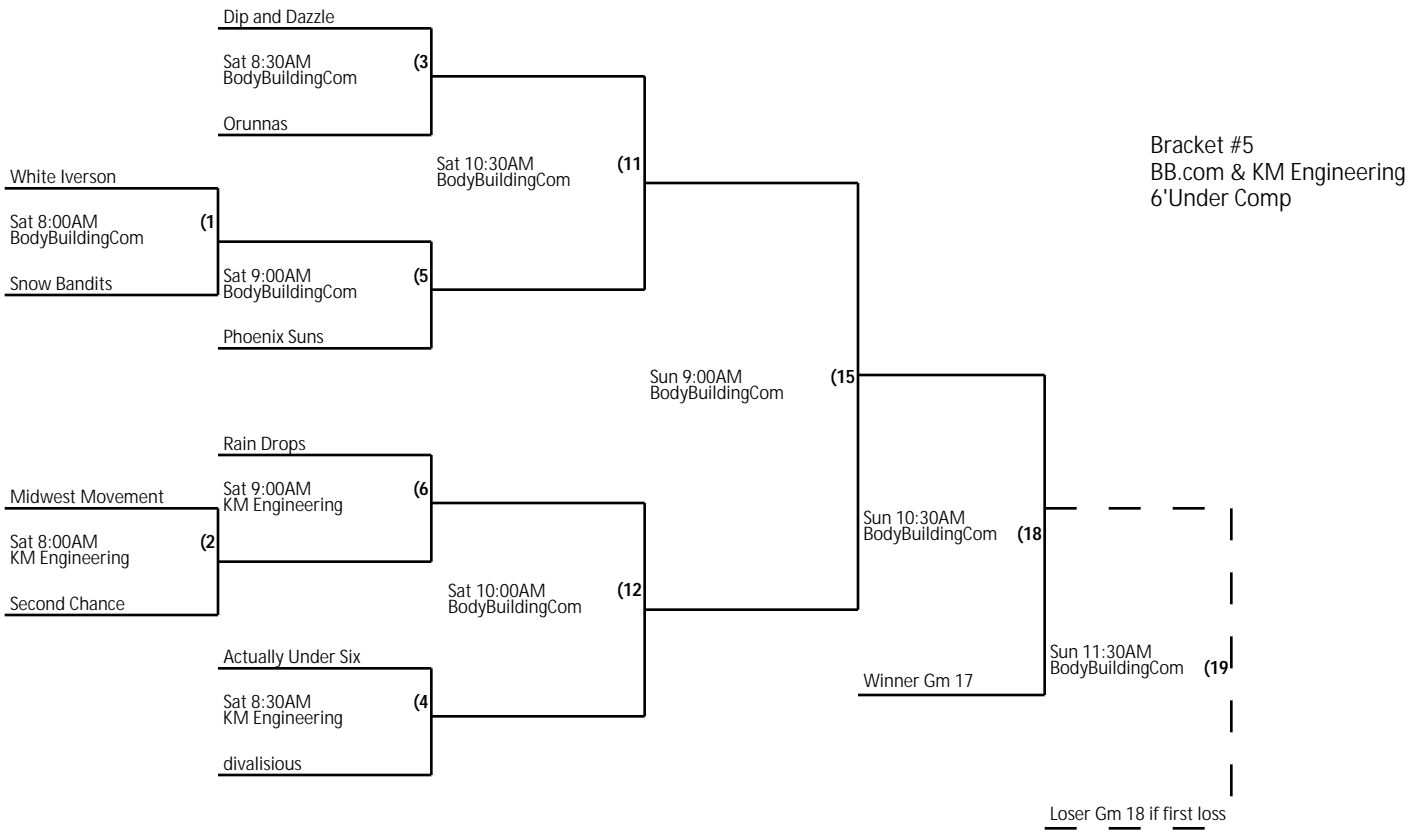 Dip and Dazzle
Sat 8:30AM (3
BodyBuildingCom
Orunnas
Bracket #5
BB.com & KM Engineering
6'Under Comp
Sat 10:30AM (11
BodyBuildingCom
White Iverson
Sat 8:00AM (1
BodyBuildingCom
Snow Bandits
Sat 9:00AM (5
BodyBuildingCom
Phoenix Suns
Sun 9:00AM (15
BodyBuildingCom
Rain Drops
Sat 9:00AM (6
KM Engineering
Midwest Movement
Sat 8:00AM (2
KM Engineering
Second Chance
Sun 10:30AM
BodyBuildingCom (18
Sat 10:00AM (12
BodyBuildingCom
Actually Under Six
Sat 8:30AM (4
KM Engineering
divalisious
Winner Gm 17
Sun 11:30AM
BodyBuildingCom (19
Loser Gm 18 if first loss